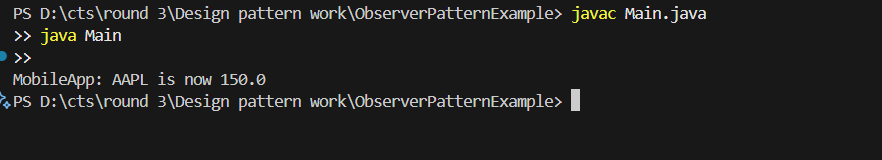 PS D:\cts\round 3\Design pattern work\ObserverPatternExample> javac Main.java
>> java Main
>>
MobileApp: AAPL is now 150.0
PS D:\cts\round 3\Design pattern work\ObserverPatternExample>